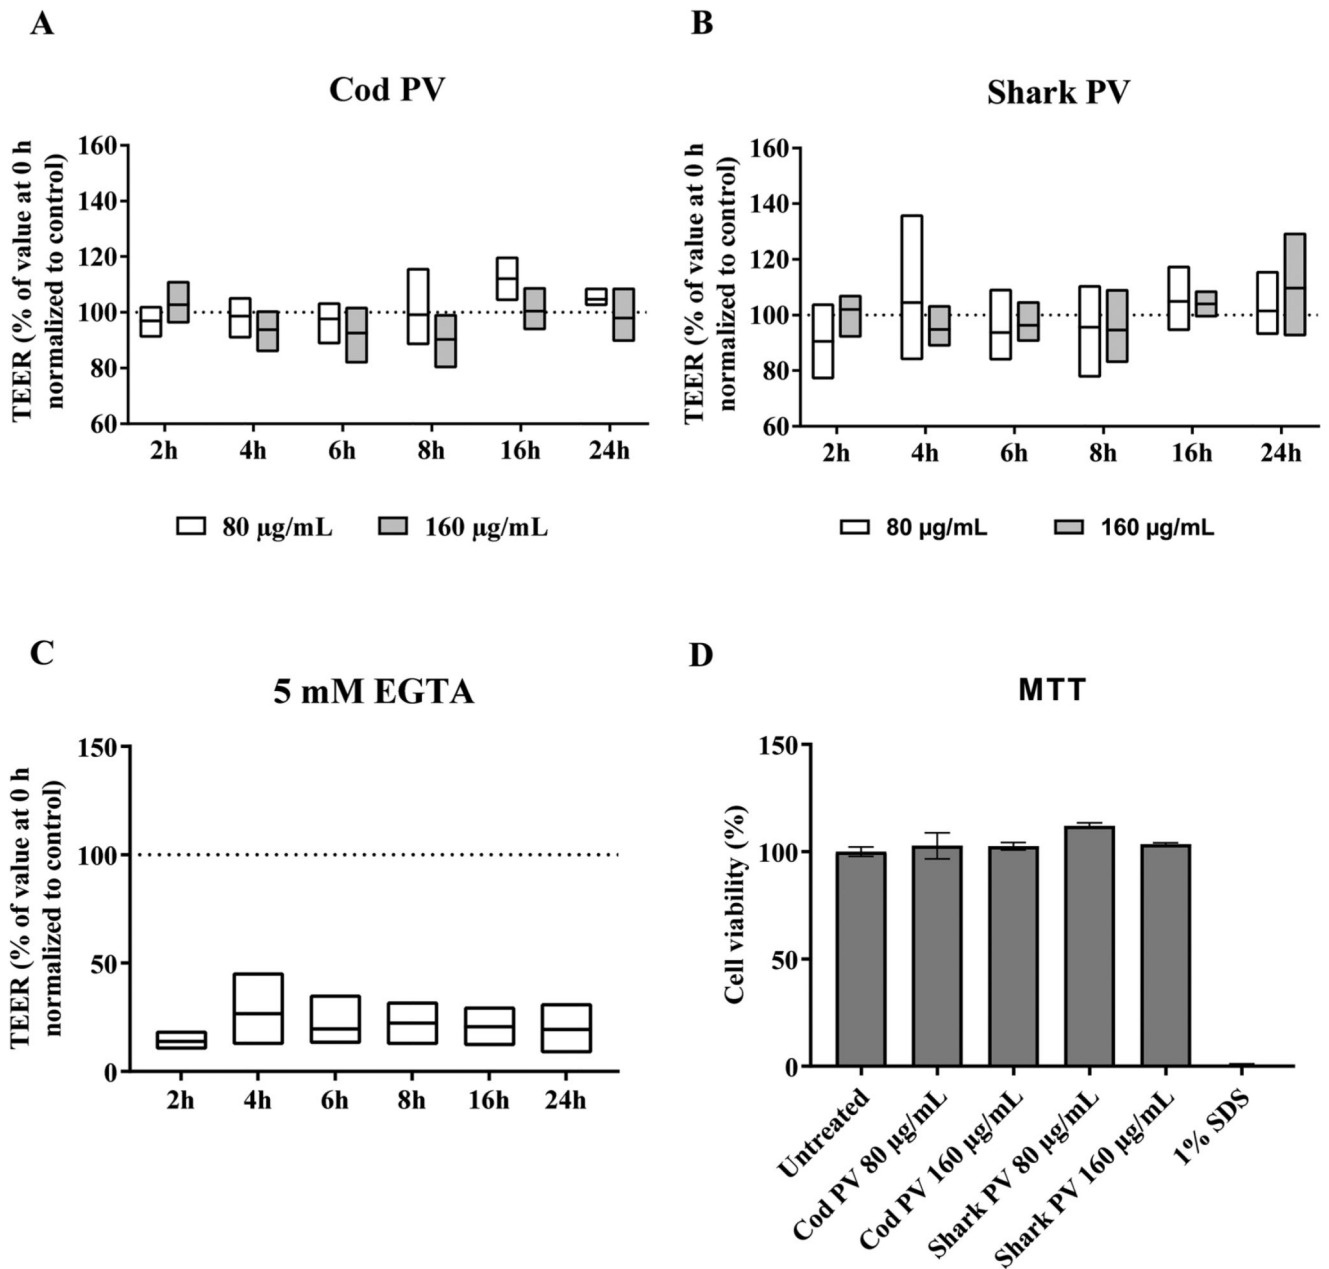 A
Cod PV
TEER (% of value at 0 h
normalized to control)
160
140
120
100
80
60
2h 4h 6h 8h 16h 24h
80 µg/mL 160 µg/mL
B
Shark PV
TEER (% of value at 0 h
normalized to control)
160
140
120
100
80
60
2h 4h 6h 8h 16h 24h
80 µg/mL 160 µg/mL
C
5 mM EGTA
TEER (% of value at 0 h
normalized to control)
150
100
50
0
2h 4h 6h 8h 16h 24h
D
MTT
Cell viability (%)
150
100
50
0
Untreated
Cod PV 80 µg/mL
Cod PV 160 µg/mL
Shark PV 80 µg/mL
Shark PV 160 µg/mL
1% SDS